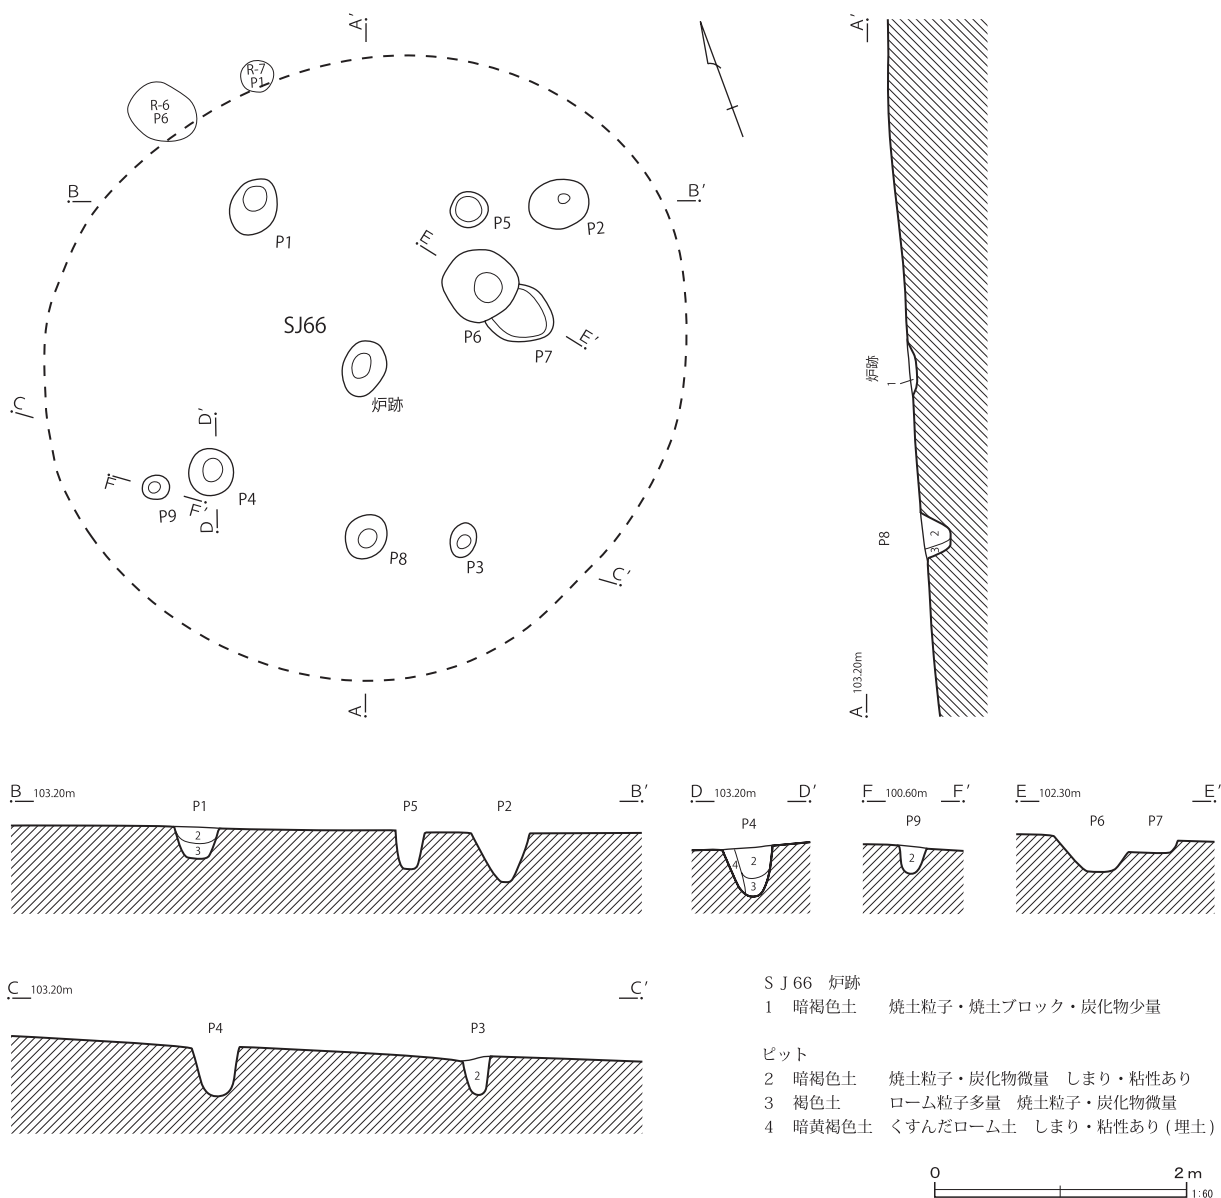 A'
A'
R-7
P1
R-6
P6
B
B'
P1
P5
P2
E
SJ66
P6
P7
E'
炉跡
炉跡
1
C
D'
F
P4
P9
F'
D
P8
P3
C'
P8
2
3
A
A 103.20m
B 103.20m
B'
P1
P5
P2
2
3
D 103.20m
D'
P4
4
2
3
F 100.60m
F'
P9
2
E 102.30m
E'
P6
P7
C 103.20m
C'
P4
P3
2
SJ66 炉跡
1 暗褐色土 焼土粒子・焼土ブロック・炭化物少量
ピット
2 暗褐色土 焼土粒子・炭化物微量 しまり・粘性あり
3 褐色土 ローム粒子多量 焼土粒子・炭化物微量
4 暗黄褐色土 くすんだローム土 しまり・粘性あり(埋土)
0 2m
1:60